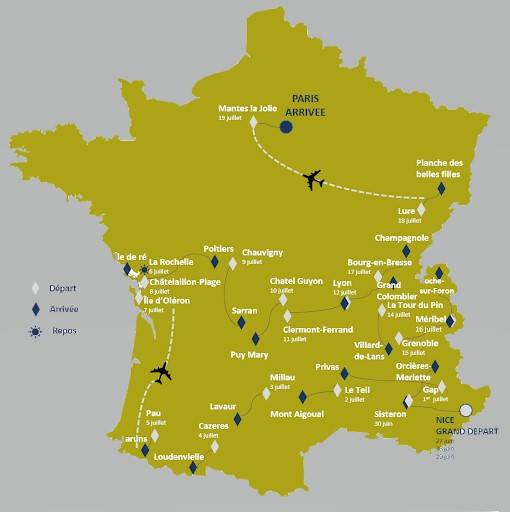 PARIS
ARRIVEE
Mantes la Jolie
19 juillet
Planche des
belles filles
Lure
18 juillet
Champagnole
Bourg-en-Bresse
17 juillet
Grand
Colombier
oche-
sur-Foron
La Tour du Pin
14 juillet
Méribel
16 juillet
Grenoble
15 juillet
Villard-
de-Lans
Lyon
12 juillet
Chatel Guyon
10 juillet
Clermont-Ferrand
11 juillet
Poitiers
Chauvigny
9 juillet
Île de ré
La Rochelle
6 juillet
Châtelaillon-Plage
8 juillet
Île d'Oléron
7 juillet
Sarran
Puy Mary
Départ
Arrivée
Repos
Orcières-
Merlette
Gap
1er juillet
Privas
Le Teil
2 juillet
Sisteron
30 juin
Millau
3 juillet
Mont Aigoual
Lavaur
Cazeres
4 juillet
Pau
5 juillet
aruns
Loudenvielle
NICE
GRAND DEPART
27 juin
29 juin